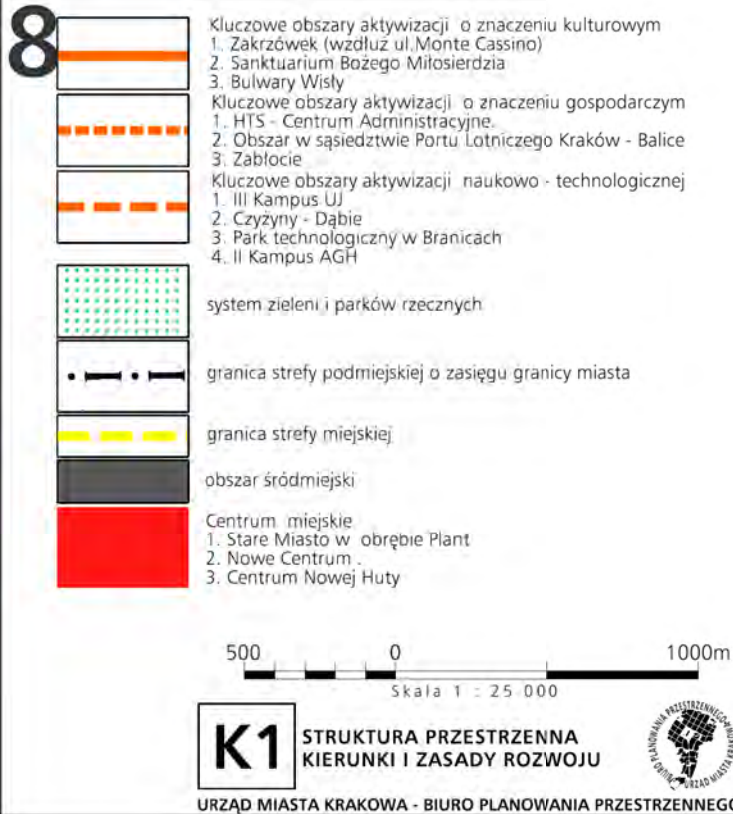 8
Kluczowe obszary aktywizacji o znaczeniu kulturowym
1. Zakrzówek (wzdłuż ul.Monte Cassino)
2. Sanktuarium Bożego Miłosierdzia
3. Bulwary Wisły
Kluczowe obszary aktywizacji o znaczeniu gospodarczym
1. HTS - Centrum Administracyjne.
2. Obszar w sąsiedztwie Portu Lotniczego Kraków - Balice
3. Zabłocie
Kluczowe obszary aktywizacji naukowo - technologicznej
1. III Kampus UJ
2. Czyżyny - Dąbie
3. Park technologiczny w Branicach
4. II Kampus AGH
system zieleni i parków rzecznych
granica strefy podmiejskiej o zasięgu granicy miasta
granica strefy miejskiej
obszar śródmiejski
Centrum miejskie
1. Stare Miasto w obrębie Plant
2. Nowe Centrum .
3. Centrum Nowej Huty
500 0 1000m
Skala 1 : 25 000
K1 STRUKTURA PRZESTRZENNA
KIERUNKI I ZASADY ROZWOJU
BIURO PLANOWANIA PRZESTRZENNEGO
URZĄD MIASTA
URZĄD MIASTA KRAKOWA - BIURO PLANOWANIA PRZESTRZENNEGO